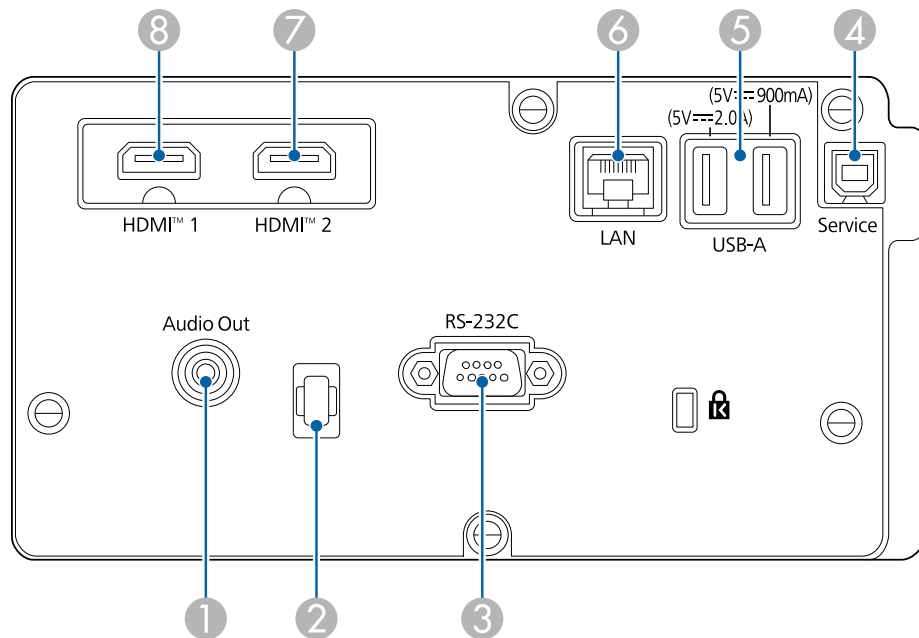 8
7
6
5
4
(5V⎓900mA)
(5V⎓2.0A)
HDMI™ 1
HDMI™ 2
LAN
USB-A
Service
Audio Out
RS-232C
K
1
2
3